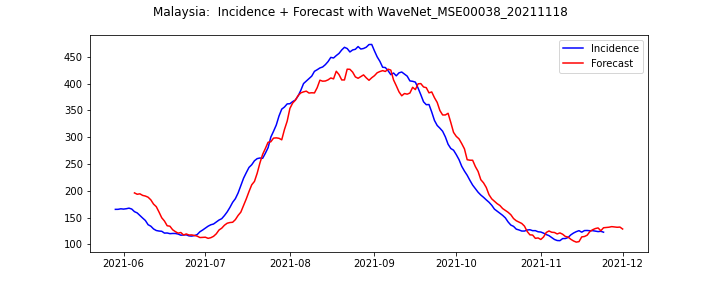 Malaysia:  Incidence + Forecast with WaveNet_MSE00038_20211118
Incidence
Forecast
450
400
350
300
250
200
150
100
2021-06 2021-07 2021-08 2021-09 2021-10 2021-11 2021-12